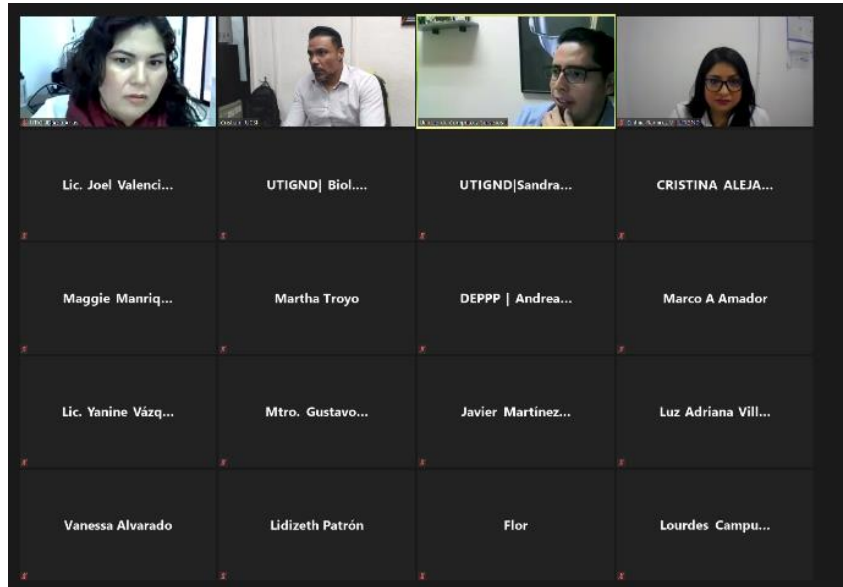 Lic. Joel Valenci...
UTIGND| Biol....
UTIGND|Sandra...
CRISTINA ALEJA...
Maggie Manriq...
Martha Troyo
DEPPP | Andrea...
Marco A Amador
Lic. Yanine Vázq...
Mtro. Gustavo...
Javier Martínez...
Luz Adriana Vill...
Vanessa Alvarado
Lidizeth Patrón
Flor
Lourdes Campu...